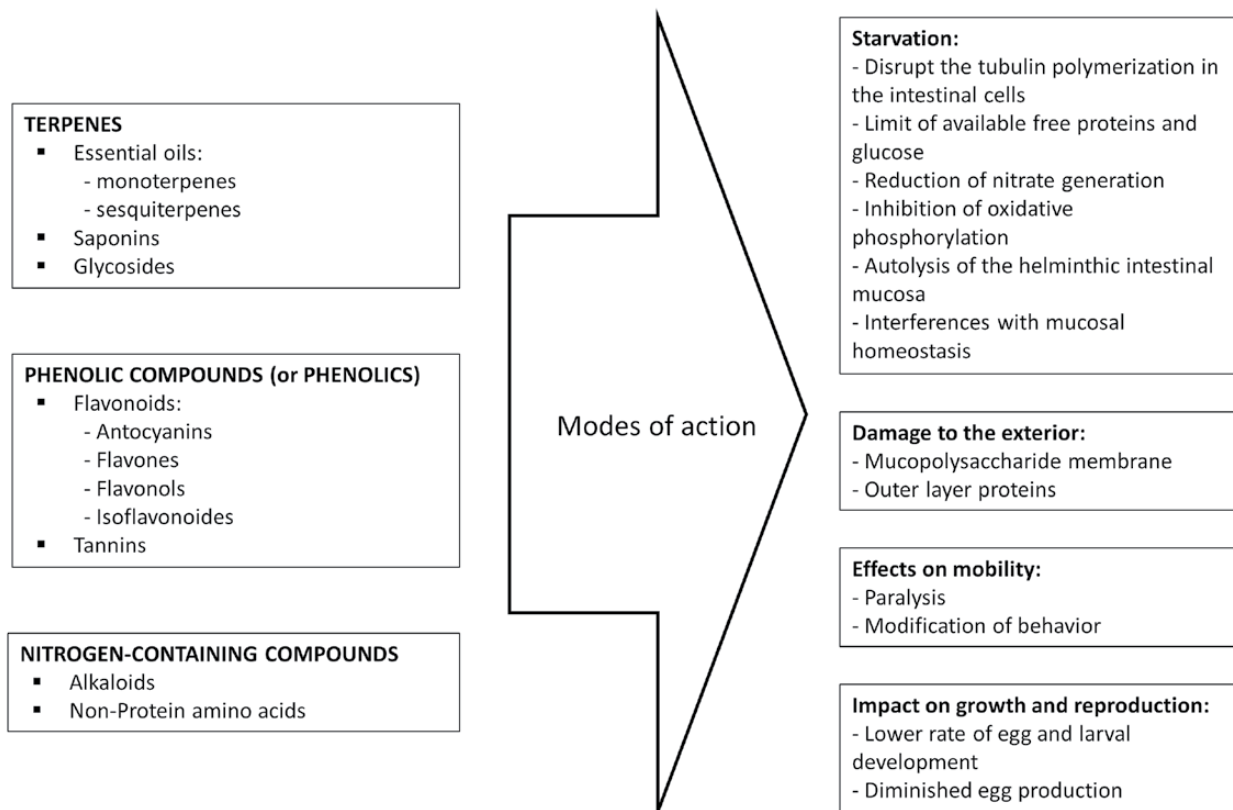 TERPENES
▪ Essential oils:
- monoterpenes
- sesquiterpenes
▪ Saponins
▪ Glycosides
PHENOLIC COMPOUNDS (or PHENOLICS)
▪ Flavonoids:
- Antocyanins
- Flavones
- Flavonols
- Isoflavonoides
▪ Tannins
NITROGEN-CONTAINING COMPOUNDS
▪ Alkaloids
▪ Non-Protein amino acids
Modes of action
Starvation:
- Disrupt the tubulin polymerization in
the intestinal cells
- Limit of available free proteins and
glucose
- Reduction of nitrate generation
- Inhibition of oxidative
phosphorylation
- Autolysis of the helminthic intestinal
mucosa
- Interferences with mucosal
homeostasis
Damage to the exterior:
- Mucopolysaccharide membrane
- Outer layer proteins
Effects on mobility:
- Paralysis
- Modification of behavior
Impact on growth and reproduction:
- Lower rate of egg and larval
development
- Diminished egg production